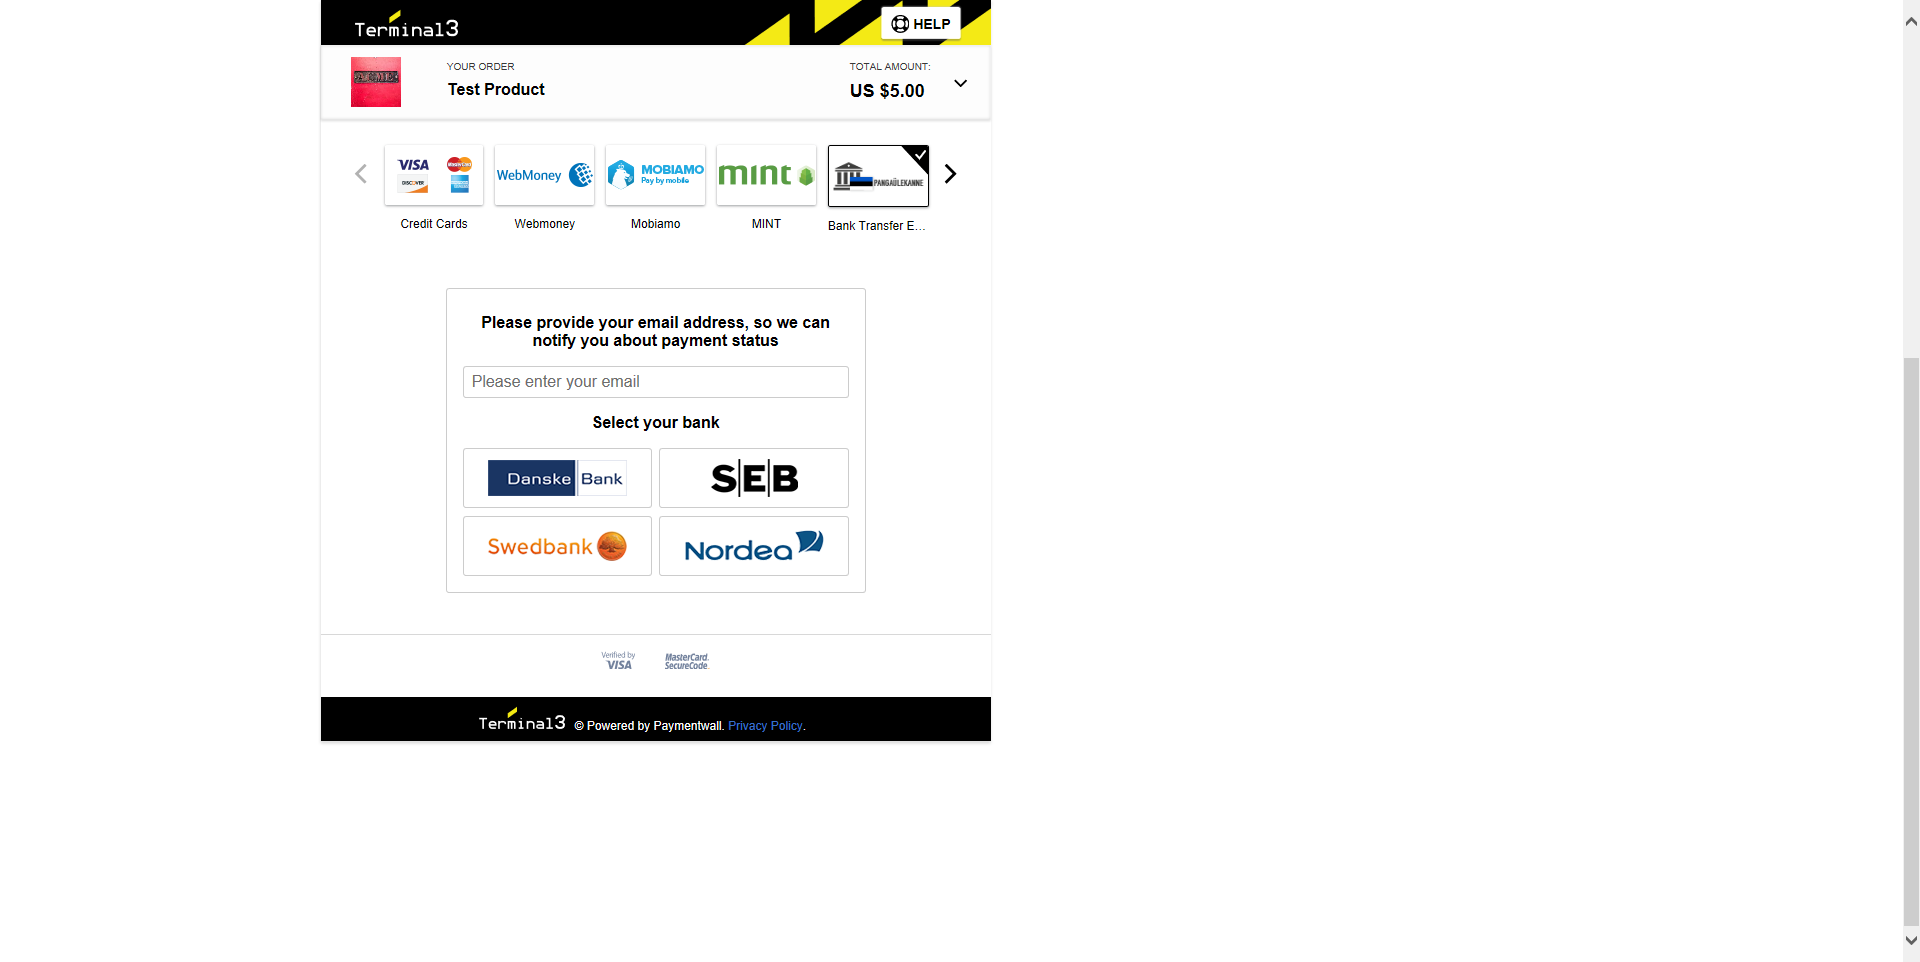 Terminal3
HELP
YOUR ORDER
Test Product
TOTAL AMOUNT:
US $5.00
VISA
MasterCard
DISCOVER
WebMoney
MOBIAMO
Pay by mobile
mint
PANGAÜLEKANNE
Credit Cards
Webmoney
Mobiamo
MINT
Bank Transfer E...
Please provide your email address, so we can
notify you about payment status
Please enter your email
Select your bank
Danske Bank
SEB
Swedbank
Nordea
Verified by
VISA
MasterCard.
SecureCode
Terminal3 © Powered by Paymentwall. Privacy Policy.